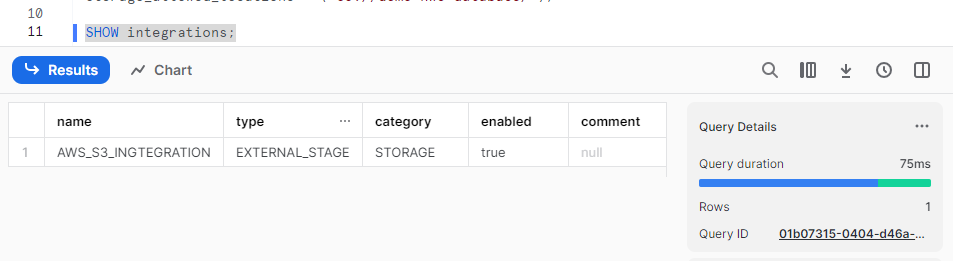 10
11 SHOW integrations;
Results Chart
name type ... category enabled comment
1 AWS_S3_INGTEGRATION EXTERNAL_STAGE STORAGE true null
Query Details ...
Query duration 75ms
Rows 1
Query ID 01b07315-0404-d46a-...